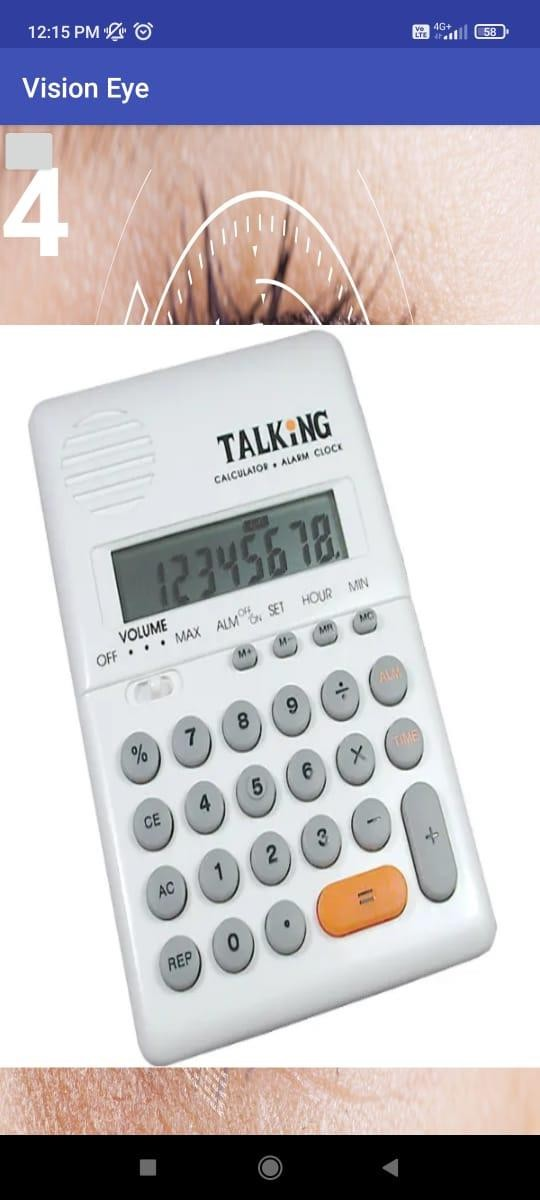 12:15 PM
Vo LTE 4G+ 58
Vision Eye
4
TALKiNG
CALCULATOR • ALARM CLOCK
12345678.
OFF VOLUME MAX ALM OFF ON SET HOUR MIN
M+ M- MR MC
% 7 8 9 ÷ ALM
CE 4 5 6 × TIME
AC 1 2 3 - +
REP 0 • =